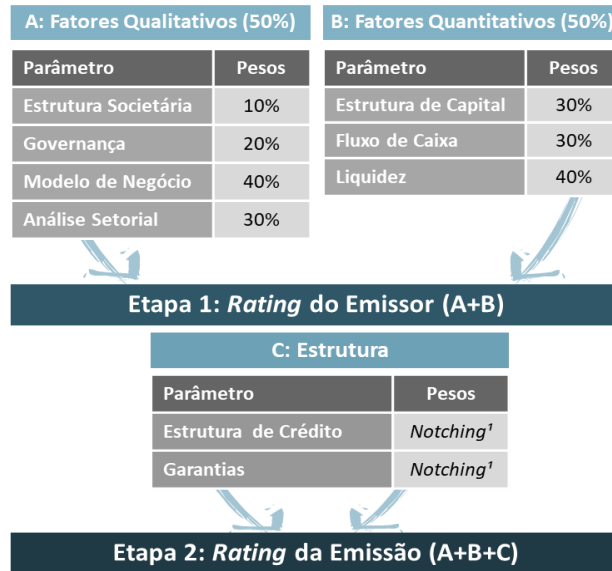 A: Fatores Qualitativos (50%)
B: Fatores Quantitativos (50%)
Parâmetro Pesos
Estrutura Societária 10%
Governança 20%
Modelo de Negócio 40%
Análise Setorial 30%
Parâmetro Pesos
Estrutura de Capital 30%
Fluxo de Caixa 30%
Liquidez 40%
Etapa 1: Rating do Emissor (A+B)
C: Estrutura
Parâmetro Pesos
Estrutura de Crédito Notching¹
Garantias Notching¹
Etapa 2: Rating da Emissão (A+B+C)